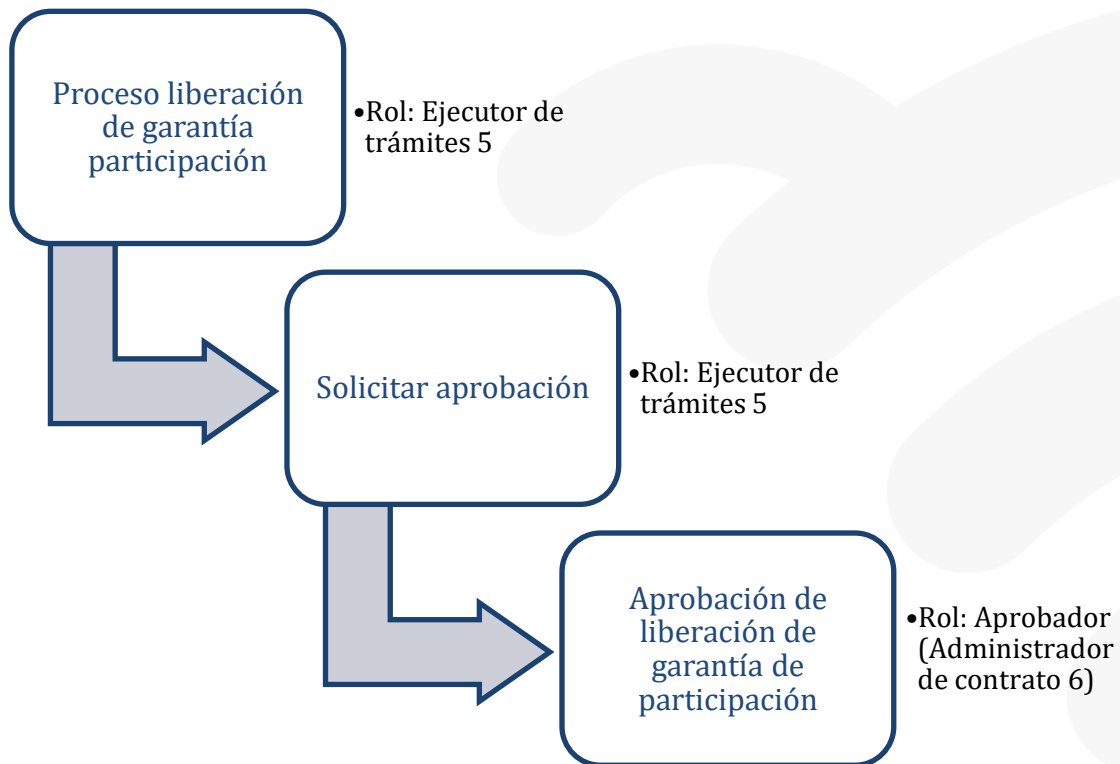 Proceso liberación
de garantía
participación
•Rol: Ejecutor de
trámites 5
Solicitar aprobación
•Rol: Ejecutor de
trámites 5
Aprobación de
liberación de
garantía de
participación
•Rol: Aprobador
(Administrador
de contrato 6)